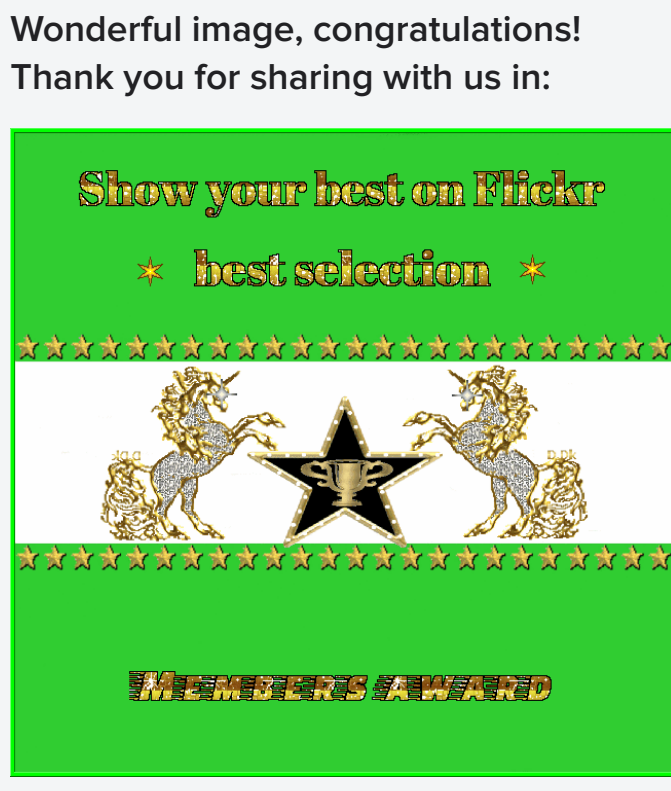 Wonderful image, congratulations!
Thank you for sharing with us in:
Show your best on Flickr
best selection
MEMBERS AWARD